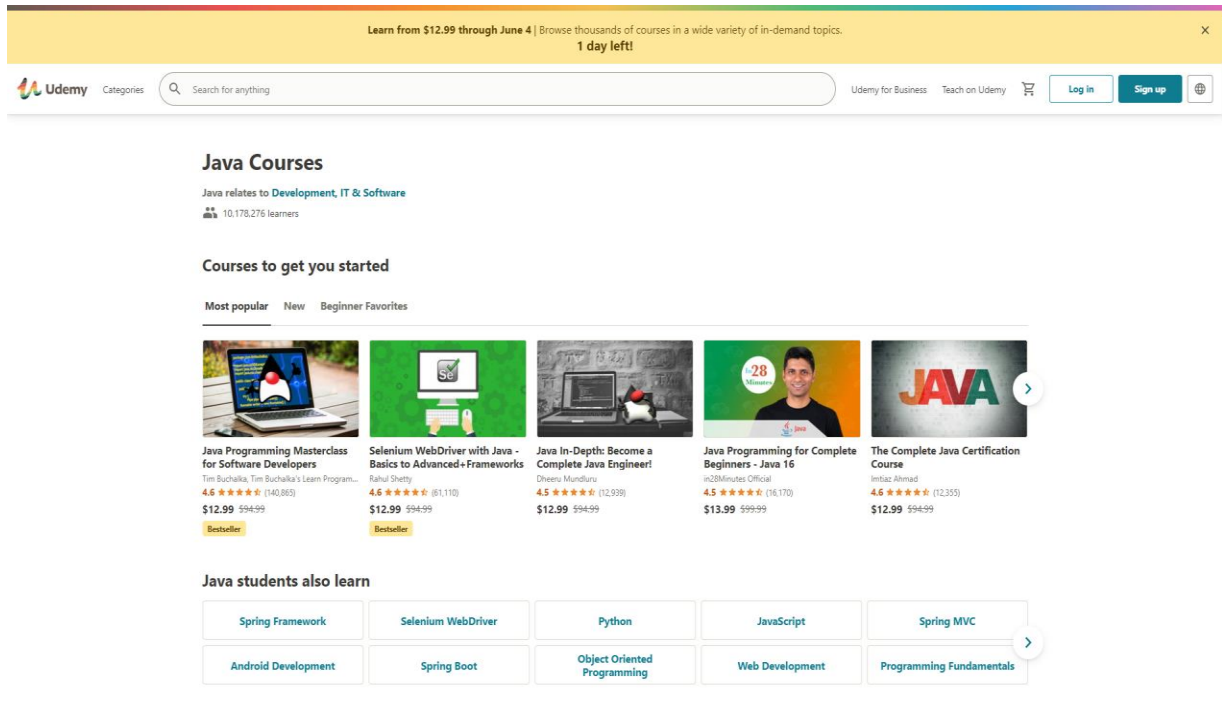 Learn from $12.99 through June 4 | Browse thousands of courses in a wide variety of in-demand topics.
1 day left!
Udemy
Categories
Search for anything
Udemy for Business
Teach on Udemy
Log in
Sign up
Java Courses
Java relates to Development, IT & Software
10,178,276 learners
Courses to get you started
Most popular
New
Beginner Favorites
Se
in28
Minutes
Java
JAVA
Java Programming Masterclass
for Software Developers
Tim Buchalka, Tim Buchalka's Learn Program...
4.6 (140,865)
$12.99 $94.99
Bestseller
Selenium WebDriver with Java -
Basics to Advanced+Frameworks
Rahul Shetty
4.6 (61,110)
$12.99 $94.99
Bestseller
Java In-Depth: Become a
Complete Java Engineer!
Dheeru Mundluru
4.5 (12,939)
$12.99 $94.99
Java Programming for Complete
Beginners - Java 16
in28Minutes Official
4.5 (16,170)
$13.99 $99.99
The Complete Java Certification
Course
Imtiaz Ahmad
4.6 (12,355)
$12.99 $94.99
Java students also learn
Spring Framework
Selenium WebDriver
Python
JavaScript
Spring MVC
Android Development
Spring Boot
Object Oriented
Programming
Web Development
Programming Fundamentals